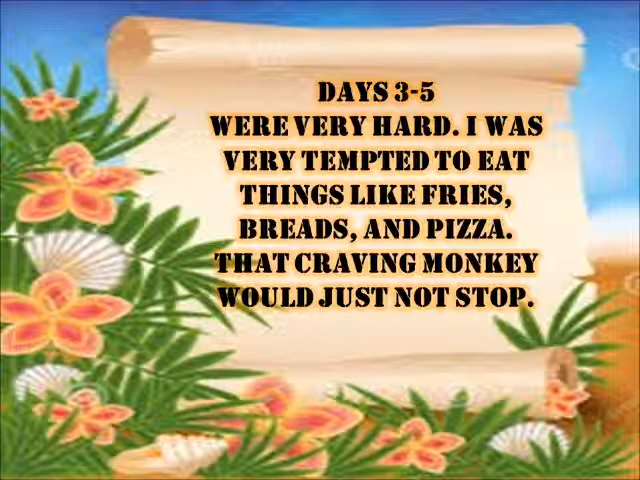 DAYS 3-5
WERE VERY HARD. I WAS
VERY TEMPTED TO EAT
THINGS LIKE FRIES,
BREADS, AND PIZZA.
THAT CRAVING MONKEY
WOULD JUST NOT STOP.